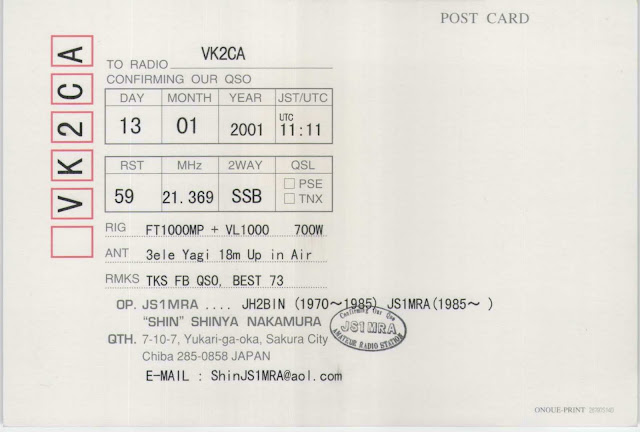 POST CARD
VK2CA
TO RADIO VK2CA
CONFIRMING OUR QSO
DAY MONTH YEAR JST/UTC
13 01 2001 UTC 11:11
RST MHz 2WAY QSL
59 21.369 SSB
PSE
TNX
RIG FT1000MP + VL1000 700W
ANT 3ele Yagi 18m Up in Air
RMKS TKS FB QSO, BEST 73
OP. JS1MRA .... JH2BIN (1970～1985) JS1MRA(1985～ )
"SHIN" SHINYA NAKAMURA
QTH. 7-10-7, Yukari-ga-oka, Sakura City
Chiba 285-0858 JAPAN
E-MAIL : ShinJS1MRA@aol.com
Confirming Our Qso
JS1MRA
AMATEUR RADIO STATION
ONOUE-PRINT